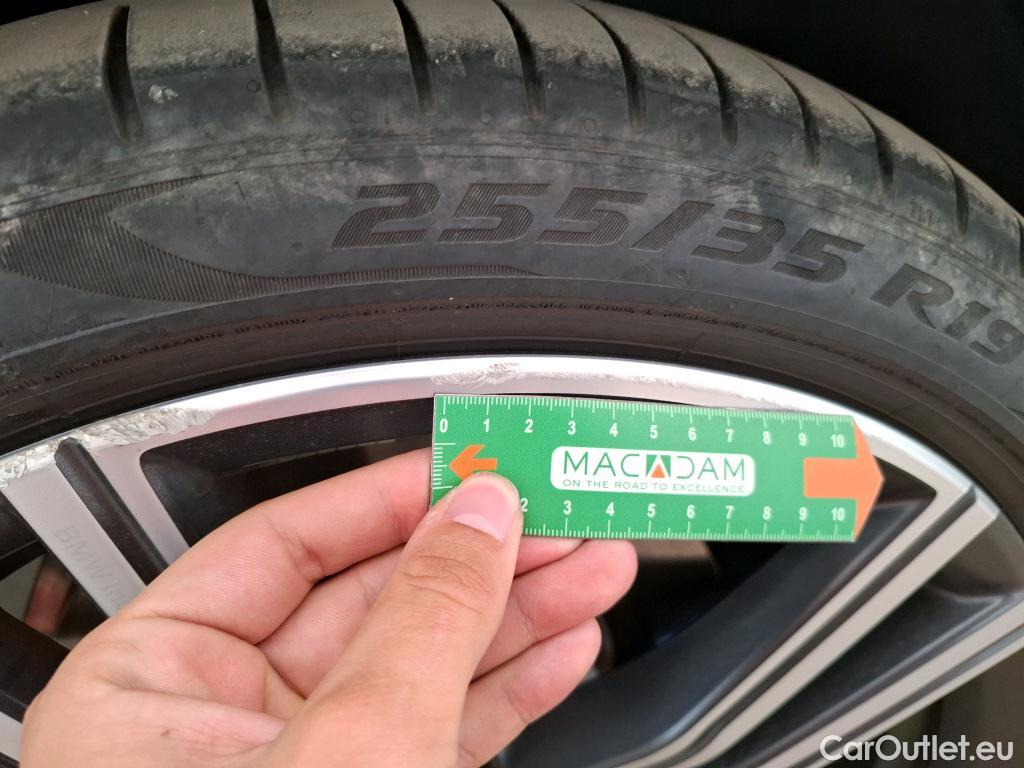 255/35 R19
0 1 2 3 4 5 6 7 8 9 10
MACADAM
ON THE ROAD TO EXCELLENCE
2 3 4 5 6 7 8 9 10
BMW
CarOutlet.eu